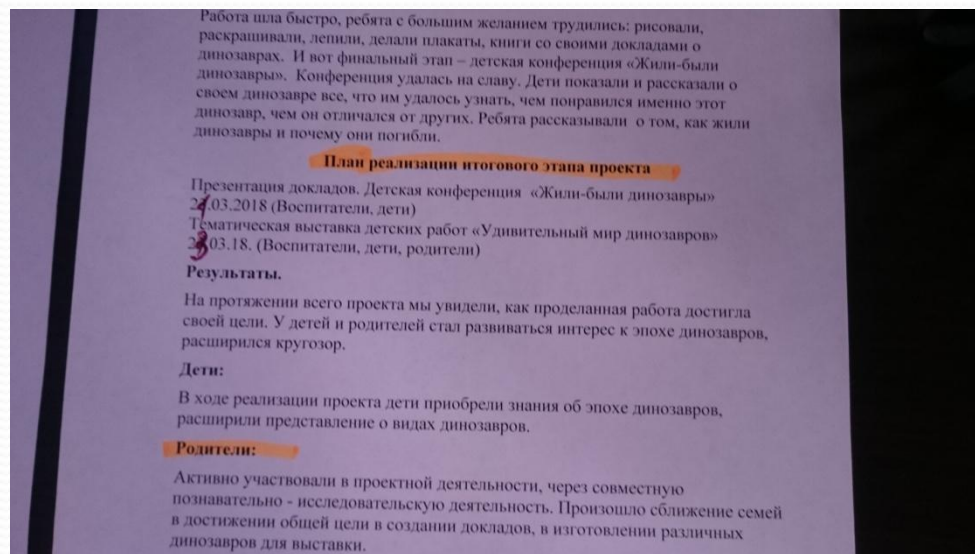 Работа шла быстро, ребята с большим желанием трудились: рисовали,
раскрашивали, лепили, делали плакаты, книги со своими докладами о
динозаврах. И вот финальный этап – детская конференция «Жили-были
динозавры». Конференция удалась на славу. Дети показали и рассказали о
своем динозавре все, что им удалось узнать, чем понравился именно этот
динозавр, чем он отличался от других. Ребята рассказывали о том, как жили
динозавры и почему они погибли.
План реализации итогового этапа проекта
Презентация докладов. Детская конференция «Жили-были динозавры»
.03.2018 (Воспитатели, дети)
Тематическая выставка детских работ «Удивительный мир динозавров»
03.18. (Воспитатели, дети, родители)
Результаты.
На протяжении всего проекта мы увидели, как проделанная работа достигла
своей цели. У детей и родителей стал развиваться интерес к эпохе динозавров,
расширился кругозор.
Дети:
В ходе реализации проекта дети приобрели знания об эпохе динозавров,
расширили представление о видах динозавров.
Родители:
Активно участвовали в проектной деятельности, через совместную
познавательно - исследовательскую деятельность. Произошло сближение семей
в достижении общей цели в создании докладов, в изготовлении различных
динозавров для выставки.